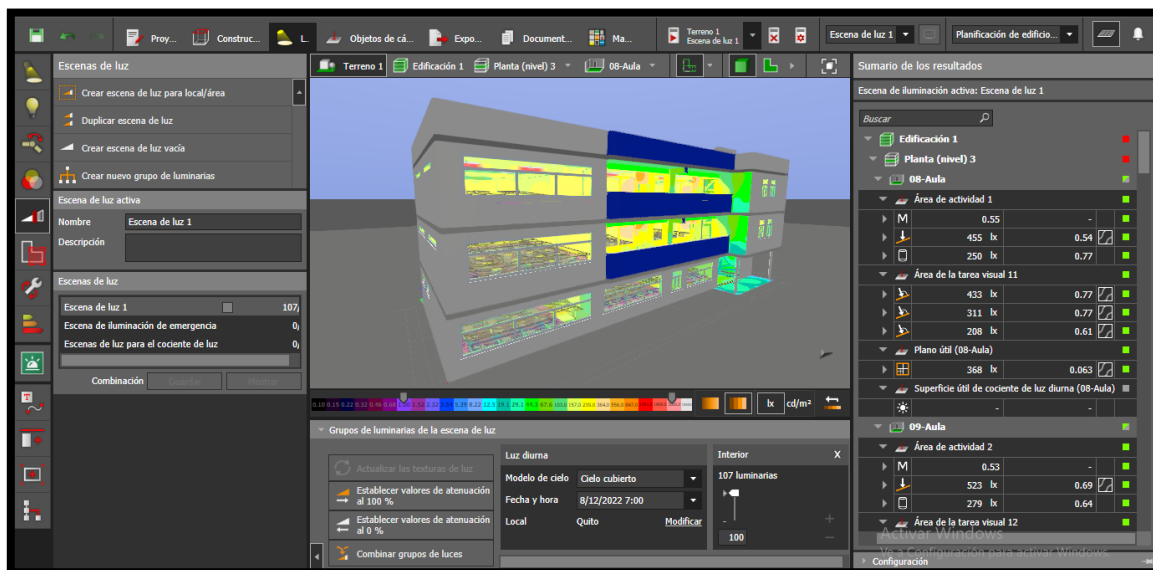 Proy...
Construc...
L
Objetos de cá...
Expo...
Document...
Ma...
Terreno 1
Escena de luz 1
Escena de luz 1
Planificación de edificio...
Escenas de luz
Crear escena de luz para local/área
Duplicar escena de luz
Crear escena de luz vacía
Crear nuevo grupo de luminarias
Escena de luz activa
Nombre
Escena de luz 1
Descripción
Escenas de luz
Escena de luz 1
107
Escena de iluminación de emergencia
0
Escenas de luz para el cociente de luz
0
Combinación
Guardar
Mostrar
Terreno 1
Edificación 1
Planta (nivel) 3
08-Aula
lx
cd/m²
Grupos de luminarias de la escena de luz
Actualizar las texturas de luz
Establecer valores de atenuación
al 100 %
Establecer valores de atenuación
al 0 %
Combinar grupos de luces
Luz diurna
Modelo de cielo
Cielo cubierto
Fecha y hora
8/12/2022 7:00
Local
Quito
Modificar
Interior
X
107 luminarias
100
Sumario de los resultados
Escena de iluminación activa: Escena de luz 1
Buscar
Edificación 1
Planta (nivel) 3
08-Aula
Área de actividad 1
M 0.55 -
455 lx 0.54
250 lx 0.77
Área de la tarea visual 11
433 lx 0.77
311 lx 0.77
208 lx 0.61
Plano útil (08-Aula)
368 lx 0.063
Superficie útil de cociente de luz diurna (08-Aula)
- -
09-Aula
Área de actividad 2
M 0.53 -
523 lx 0.69
279 lx 0.64
Área de la tarea visual 12
Activar Windows
Ve a Configuración para activar Windows.
Configuración